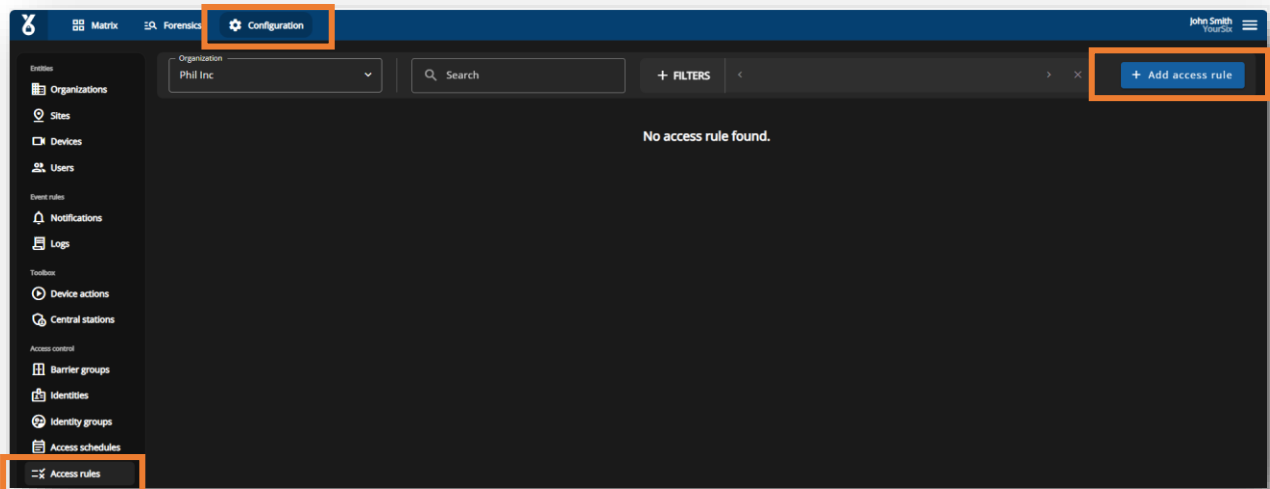 Matrix
Forensics
Configuration
John Smith
YourSix
Entities
Organizations
Sites
Devices
Users
Event rules
Notifications
Logs
Toolbox
Device actions
Central stations
Access control
Barrier groups
Identities
Identity groups
Access schedules
Access rules
Organization
Phil Inc
Search
+ FILTERS
+ Add access rule
No access rule found.